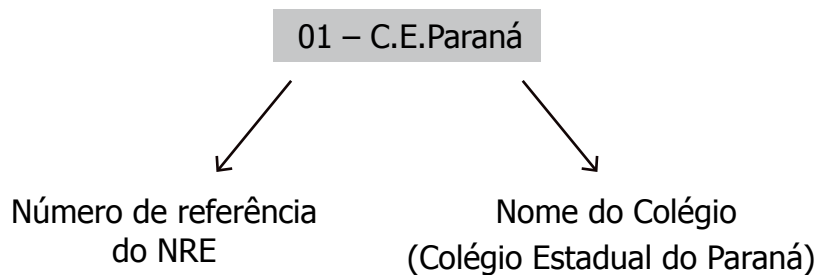 01 – C.E.Paraná
Número de referência
do NRE
Nome do Colégio
(Colégio Estadual do Paraná)